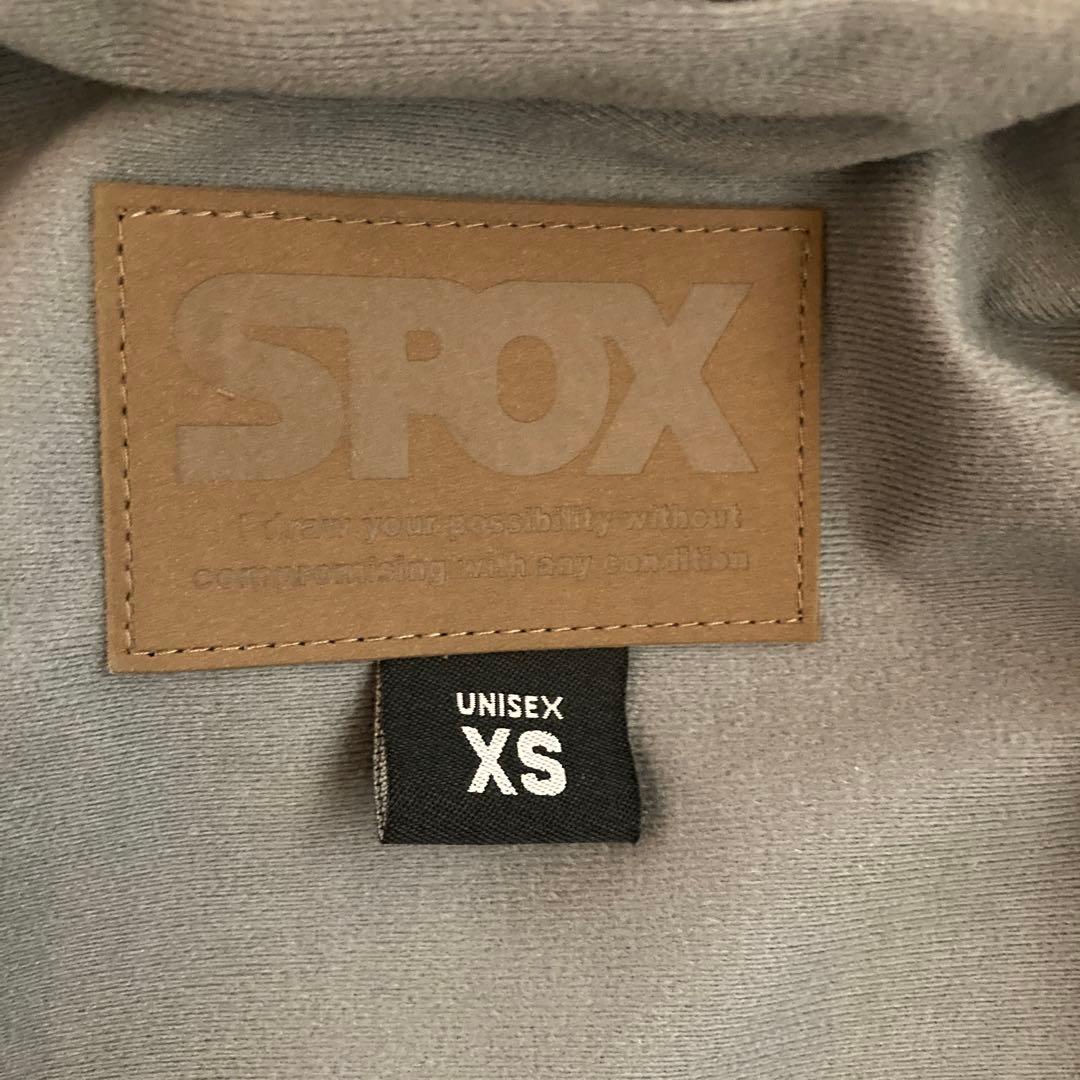 SPOX
I draw your possibility without
compromising with any condition
UNISEX
XS